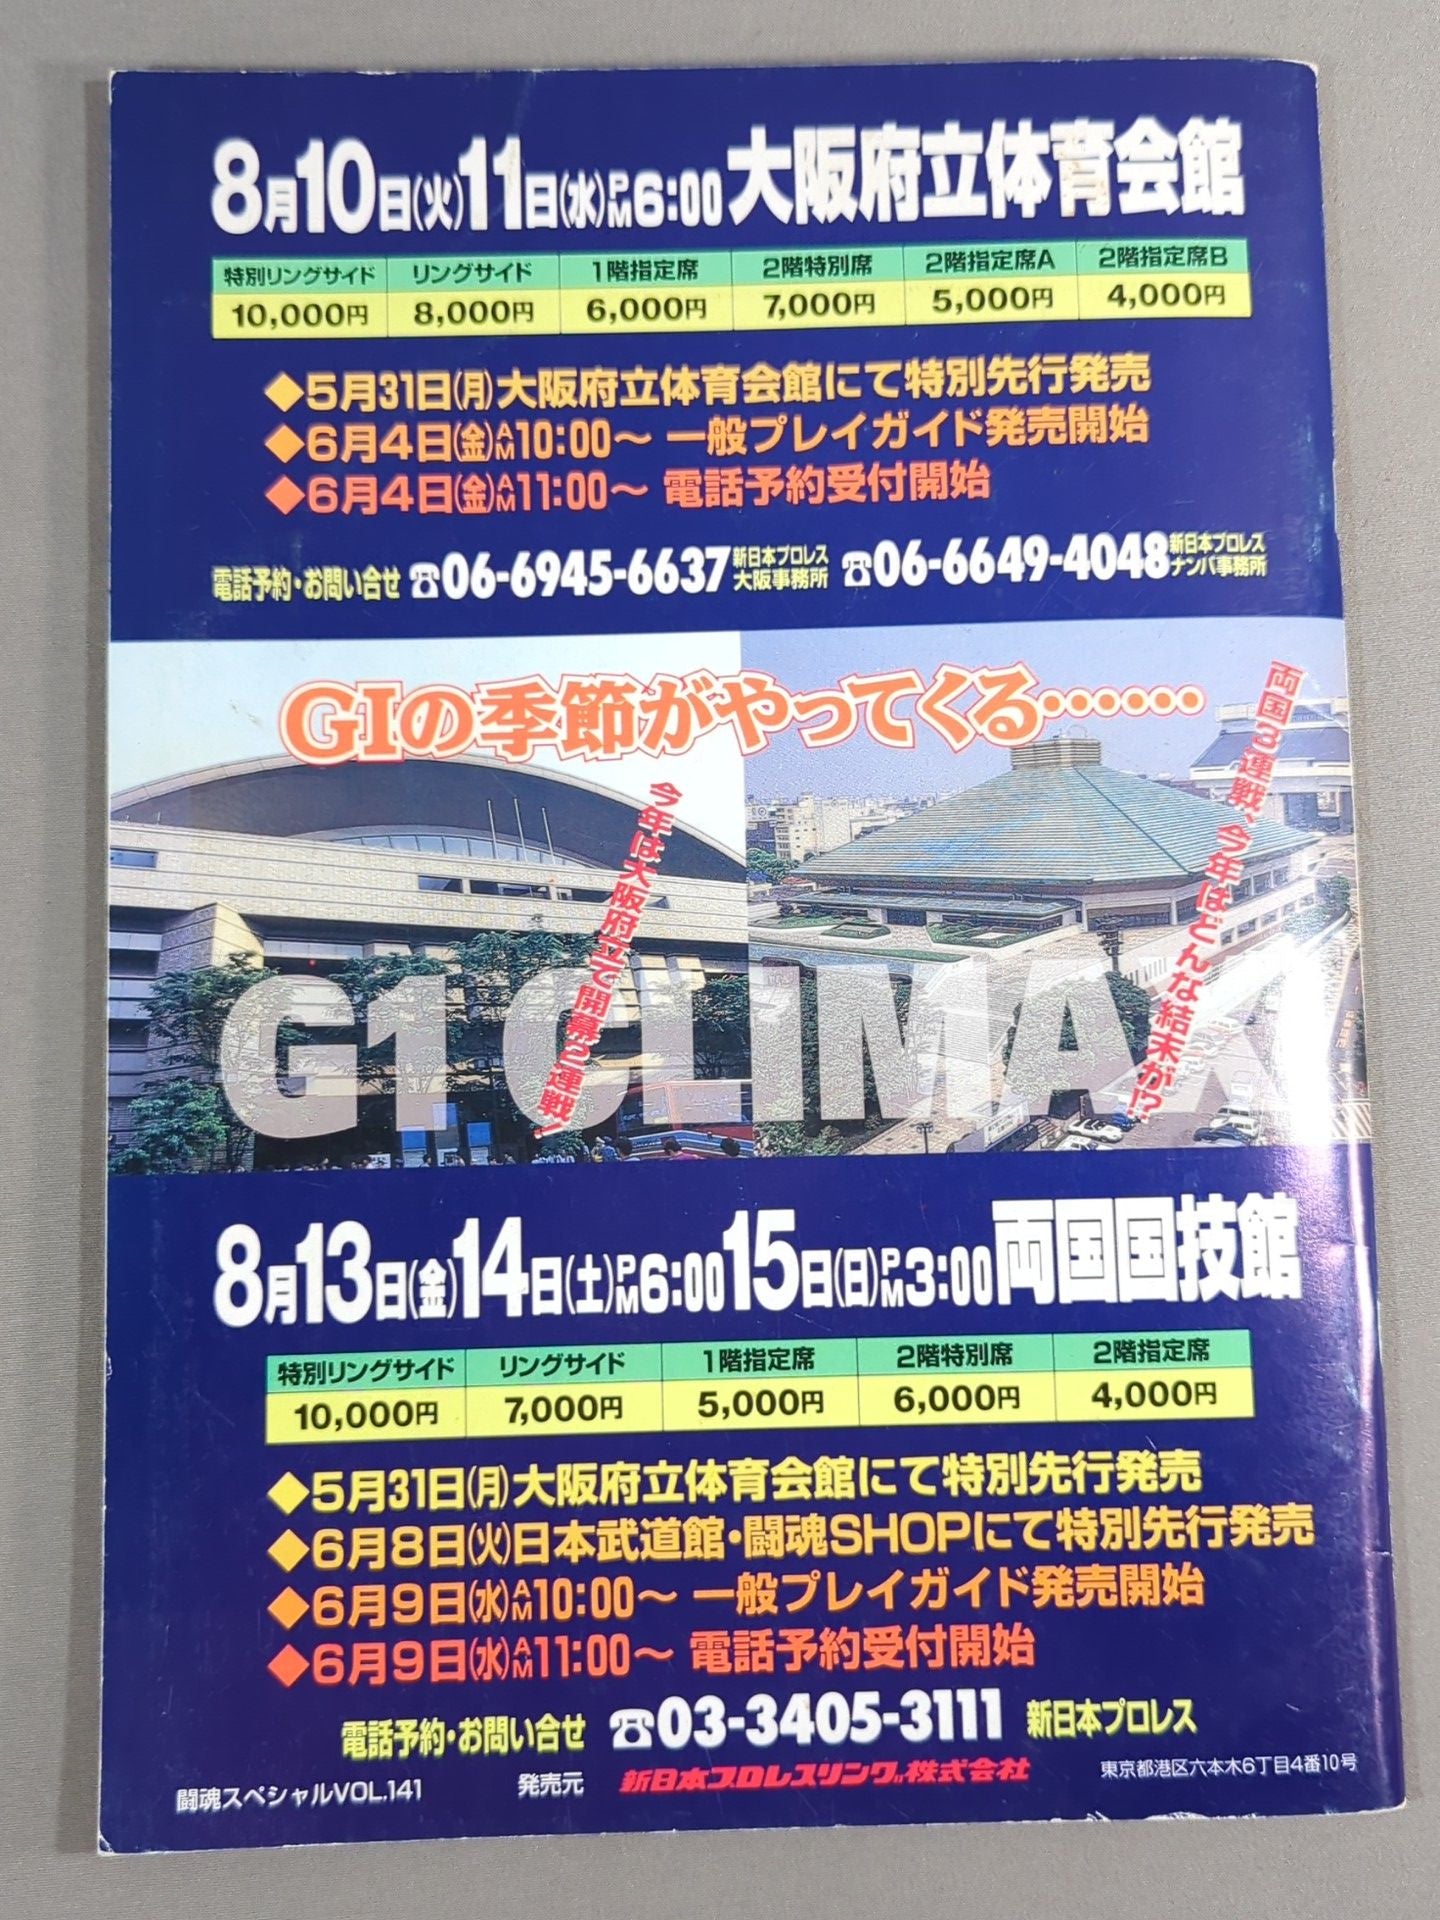 8月10日(火)11日(水)PM6:00大阪府立体育会館
特別リングサイド リングサイド 1階指定席 2階特別席 2階指定席A 2階指定席B
10,000円 8,000円 6,000円 7,000円 5,000円 4,000円
◆5月31日(月)大阪府立体育会館にて特別先行発売
◆6月4日(金)AM10:00〜 一般プレイガイド発売開始
◆6月4日(金)AM11:00〜 電話予約受付開始
電話予約・お問い合せ ☎06-6945-6637新日本プロレス大阪事務所 ☎06-6649-4048新日本プロレスナンバ事務所
G1の季節がやってくる………
両国3連戦、今年はどんな結末が!?
今年は大阪府立で開幕2連戦!
G1 CLIMAX
8月13日(金)14日(土)PM6:00 15日(日)PM3:00両国国技館
特別リングサイド リングサイド 1階指定席 2階特別席 2階指定席
10,000円 7,000円 5,000円 6,000円 4,000円
◆5月31日(月)大阪府立体育会館にて特別先行発売
◆6月8日(火)日本武道館・闘魂SHOPにて特別先行発売
◆6月9日(水)AM10:00〜 一般プレイガイド発売開始
◆6月9日(水)AM11:00〜 電話予約受付開始
電話予約・お問い合せ ☎03-3405-3111 新日本プロレス
闘魂スペシャルVOL.141 発売元 新日本プロレスリング株式会社 東京都港区六本木6丁目4番10号